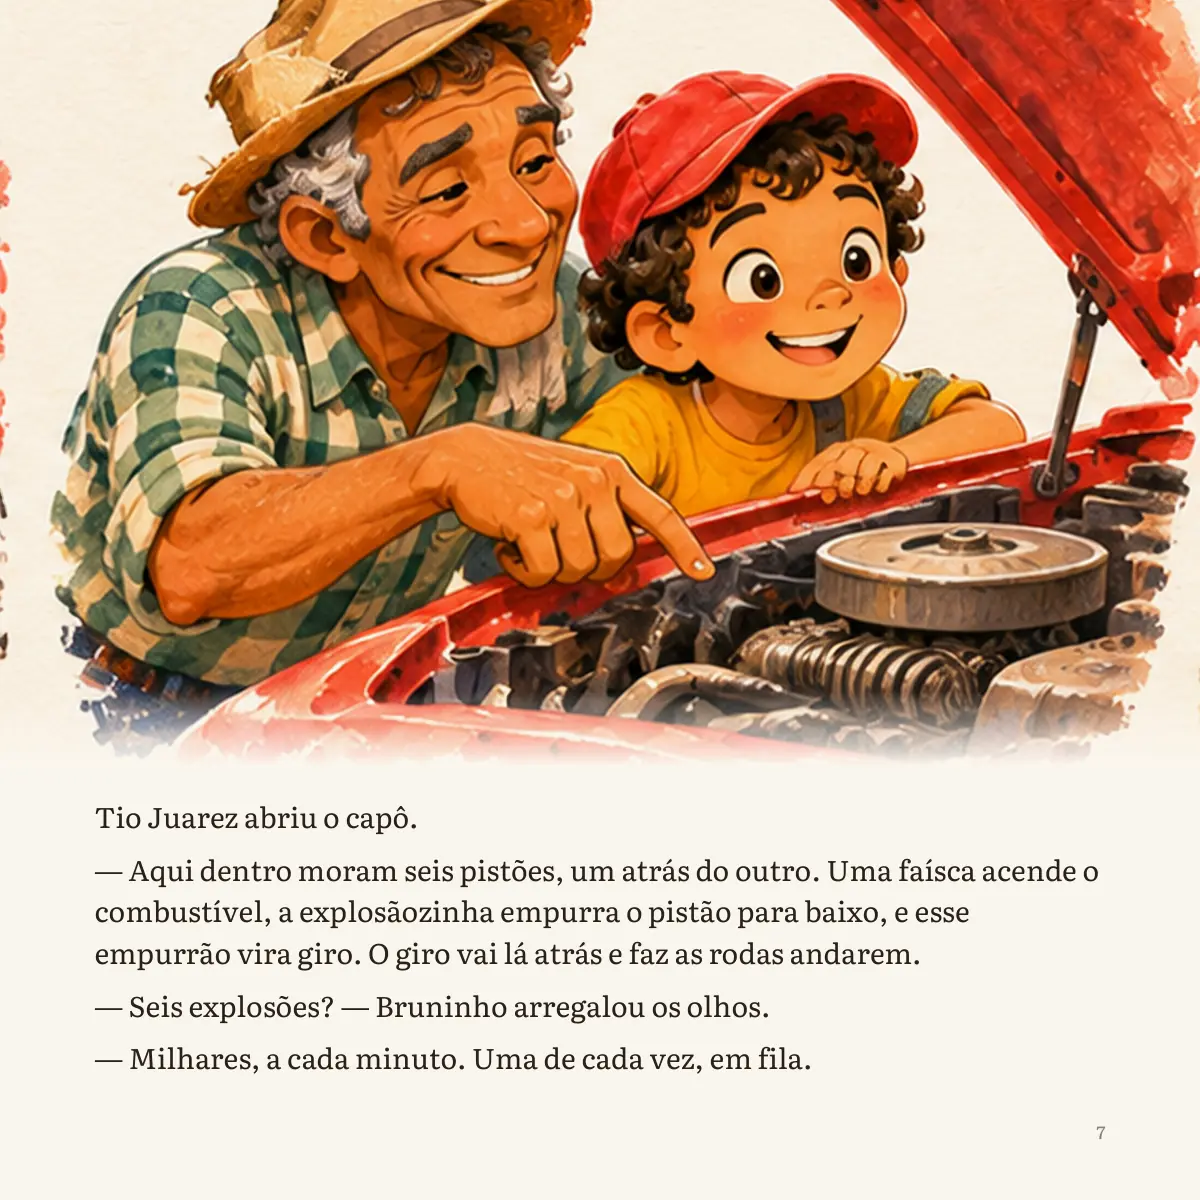 Tio Juarez abriu o capô.
— Aqui dentro moram seis pistões, um atrás do outro. Uma faísca acende o
combustível, a explosãozinha empurra o pistão para baixo, e esse
empurrão vira giro. O giro vai lá atrás e faz as rodas andarem.
— Seis explosões? — Bruninho arregalou os olhos.
— Milhares, a cada minuto. Uma de cada vez, em fila.
7